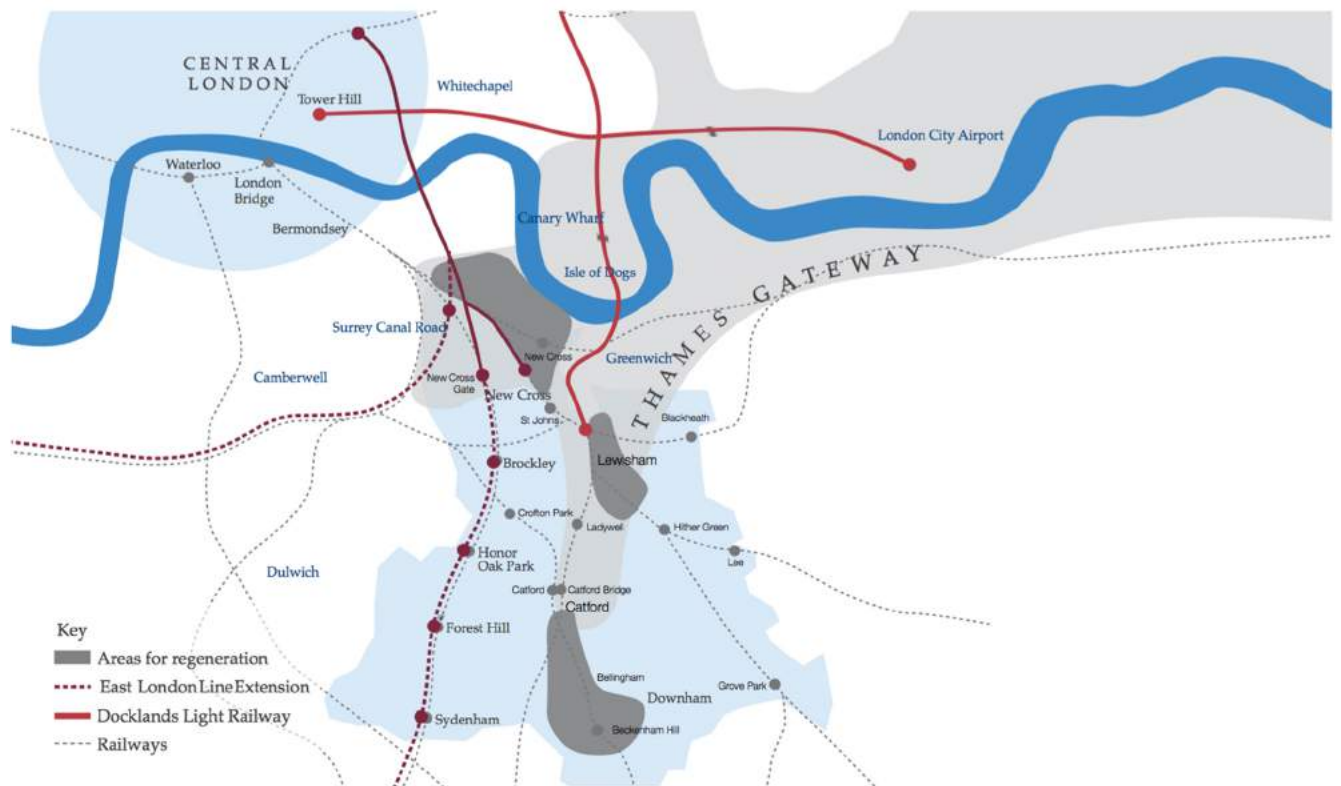 CENTRAL
LONDON
Whitechapel
Tower Hill
London City Airport
Waterloo
London
Bridge
Bermondsey
Canary Wharf
Isle of Dogs
THAMES GATEWAY
Surrey Canal Road
New Cross
Greenwich
Camberwell
New Cross
Gate
New Cross
St Johns
Blackheath
Lewisham
Brockley
Crofton Park
Ladywell
Hither Green
Honor
Oak Park
Lee
Dulwich
Catford
Catford Bridge
Catford
Forest Hill
Key
Areas for regeneration
East London Line Extension
Docklands Light Railway
Railways
Bellingham
Downham
Grove Park
Sydenham
Beckenham Hill